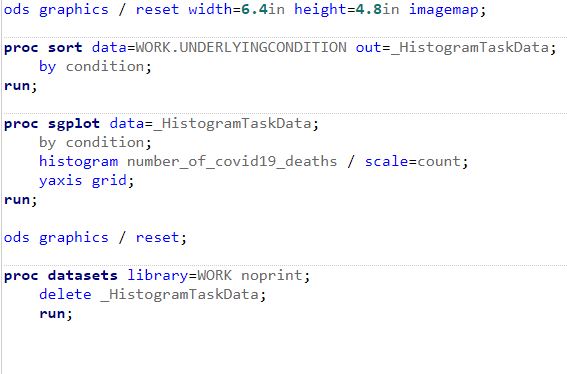 ods graphics / reset width=6.4in height=4.8in imagemap;
proc sort data=WORK.UNDERLYINGCONDITION out=_HistogramTaskData;
by condition;
run;
proc sgplot data=_HistogramTaskData;
by condition;
histogram number_of_covid19_deaths / scale=count;
yaxis grid;
run;
ods graphics / reset;
proc datasets library=WORK noprint;
delete _HistogramTaskData;
run;